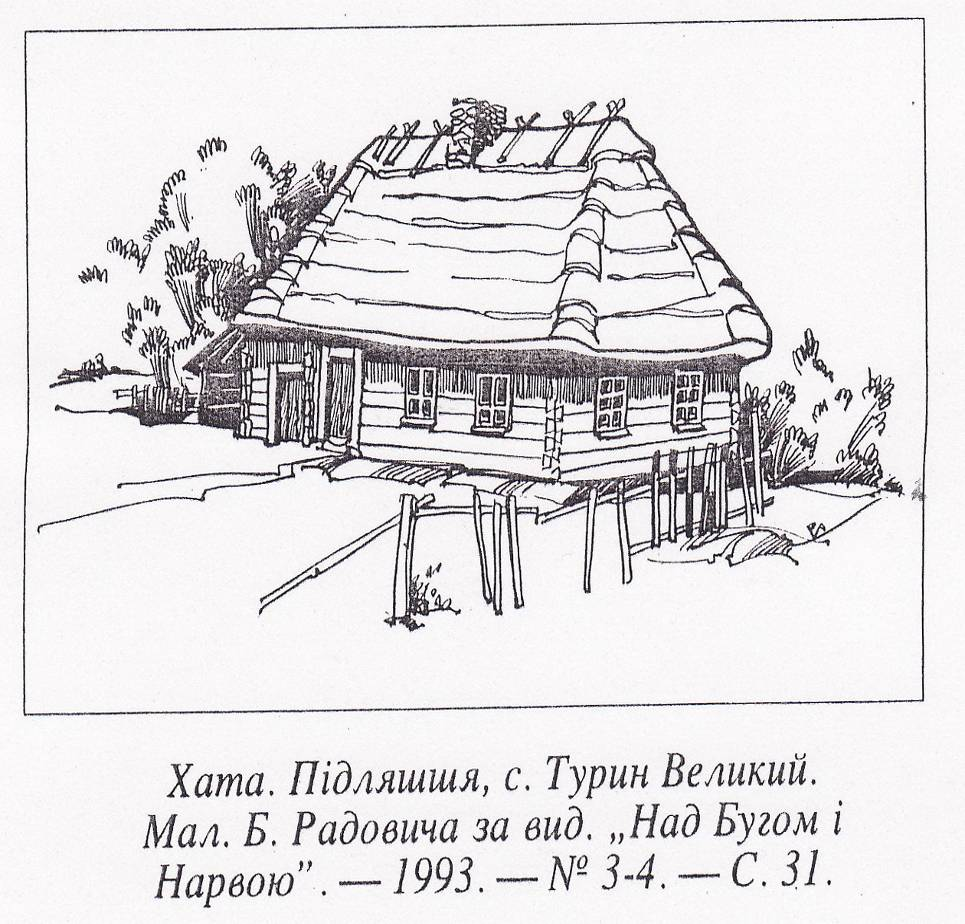 Хата. Підляшшя, с. Турин Великий.
Мал. Б. Радовича за вид. „Над Бугом і
Нарвою”. — 1993. — № 3-4. — С. 31.